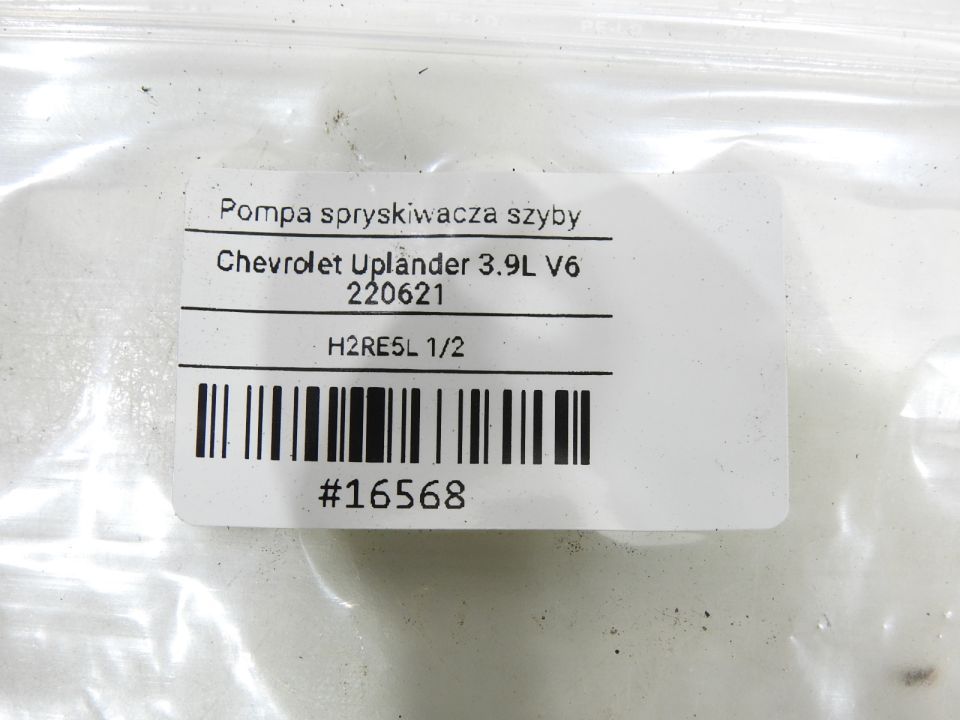 Pompa spryskiwacza szyby
Chevrolet Uplander 3.9L V6
220621
H2RE5L 1/2
#16568